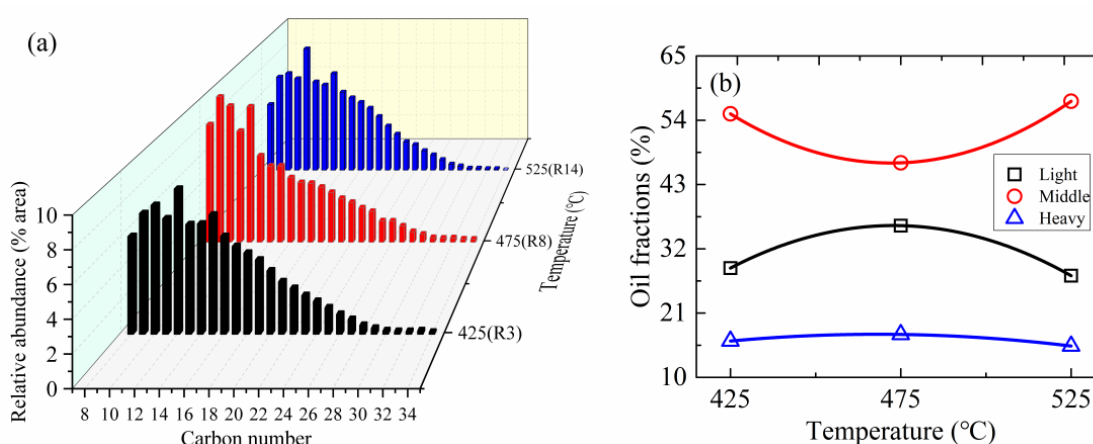 (a)
Relative abundance (% area)
10
8
6
4
2
0
8 10 12 14 16 18 20 22 24 26 28 30 32 34
Carbon number
525(R14)
475(R8)
425(R3)
Temperature (℃)
(b)
Oil fractions (%)
65
54
43
32
21
10
Light
Middle
Heavy
425 475 525
Temperature (℃)